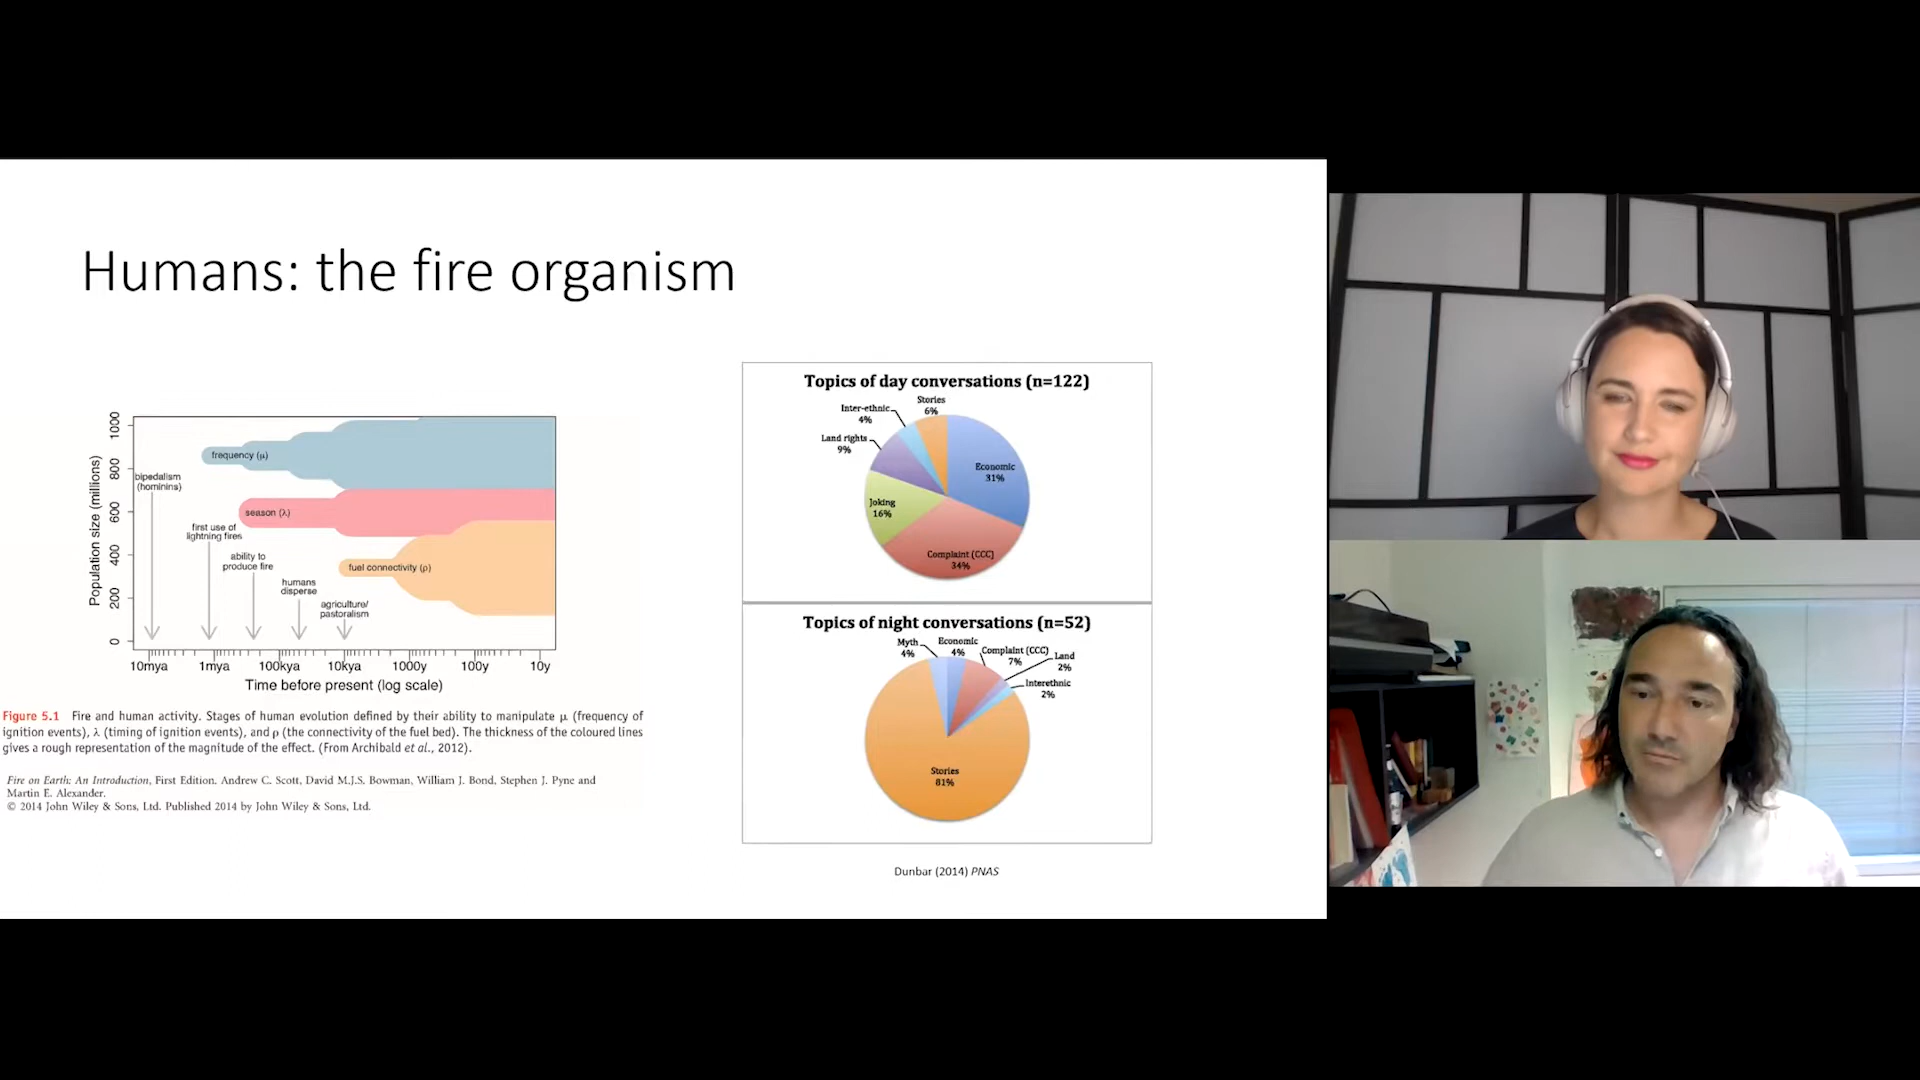 Humans: the fire organism
Population size (millions)
1000
800
600
400
200
0
frequency (μ)
season (λ)
fuel connectivity (ρ)
bipedalism
(hominins)
first use of
lightning fires
ability to
produce fire
humans
disperse
agriculture/
pastoralism
10mya 1mya 100kya 10kya 1000y 100y 10y
Time before present (log scale)
Figure 5.1 Fire and human activity. Stages of human evolution defined by their ability to manipulate μ (frequency of
ignition events), λ (timing of ignition events), and ρ (the connectivity of the fuel bed). The thickness of the coloured lines
gives a rough representation of the magnitude of the effect. (From Archibald et al., 2012).
Fire on Earth: An Introduction, First Edition. Andrew C. Scott, David M.J.S. Bowman, William J. Bond, Stephen J. Pyne and
Martin E. Alexander.
© 2014 John Wiley & Sons, Ltd. Published 2014 by John Wiley & Sons, Ltd.
Topics of day conversations (n=122)
Stories
6%
Inter-ethnic
4%
Land rights
9%
Economic
31%
Joking
16%
Complaint (CCC)
34%
Topics of night conversations (n=52)
Myth
4%
Economic
4%
Complaint (CCC)
7%
Land
2%
Interethnic
2%
Stories
81%
Dunbar (2014) PNAS